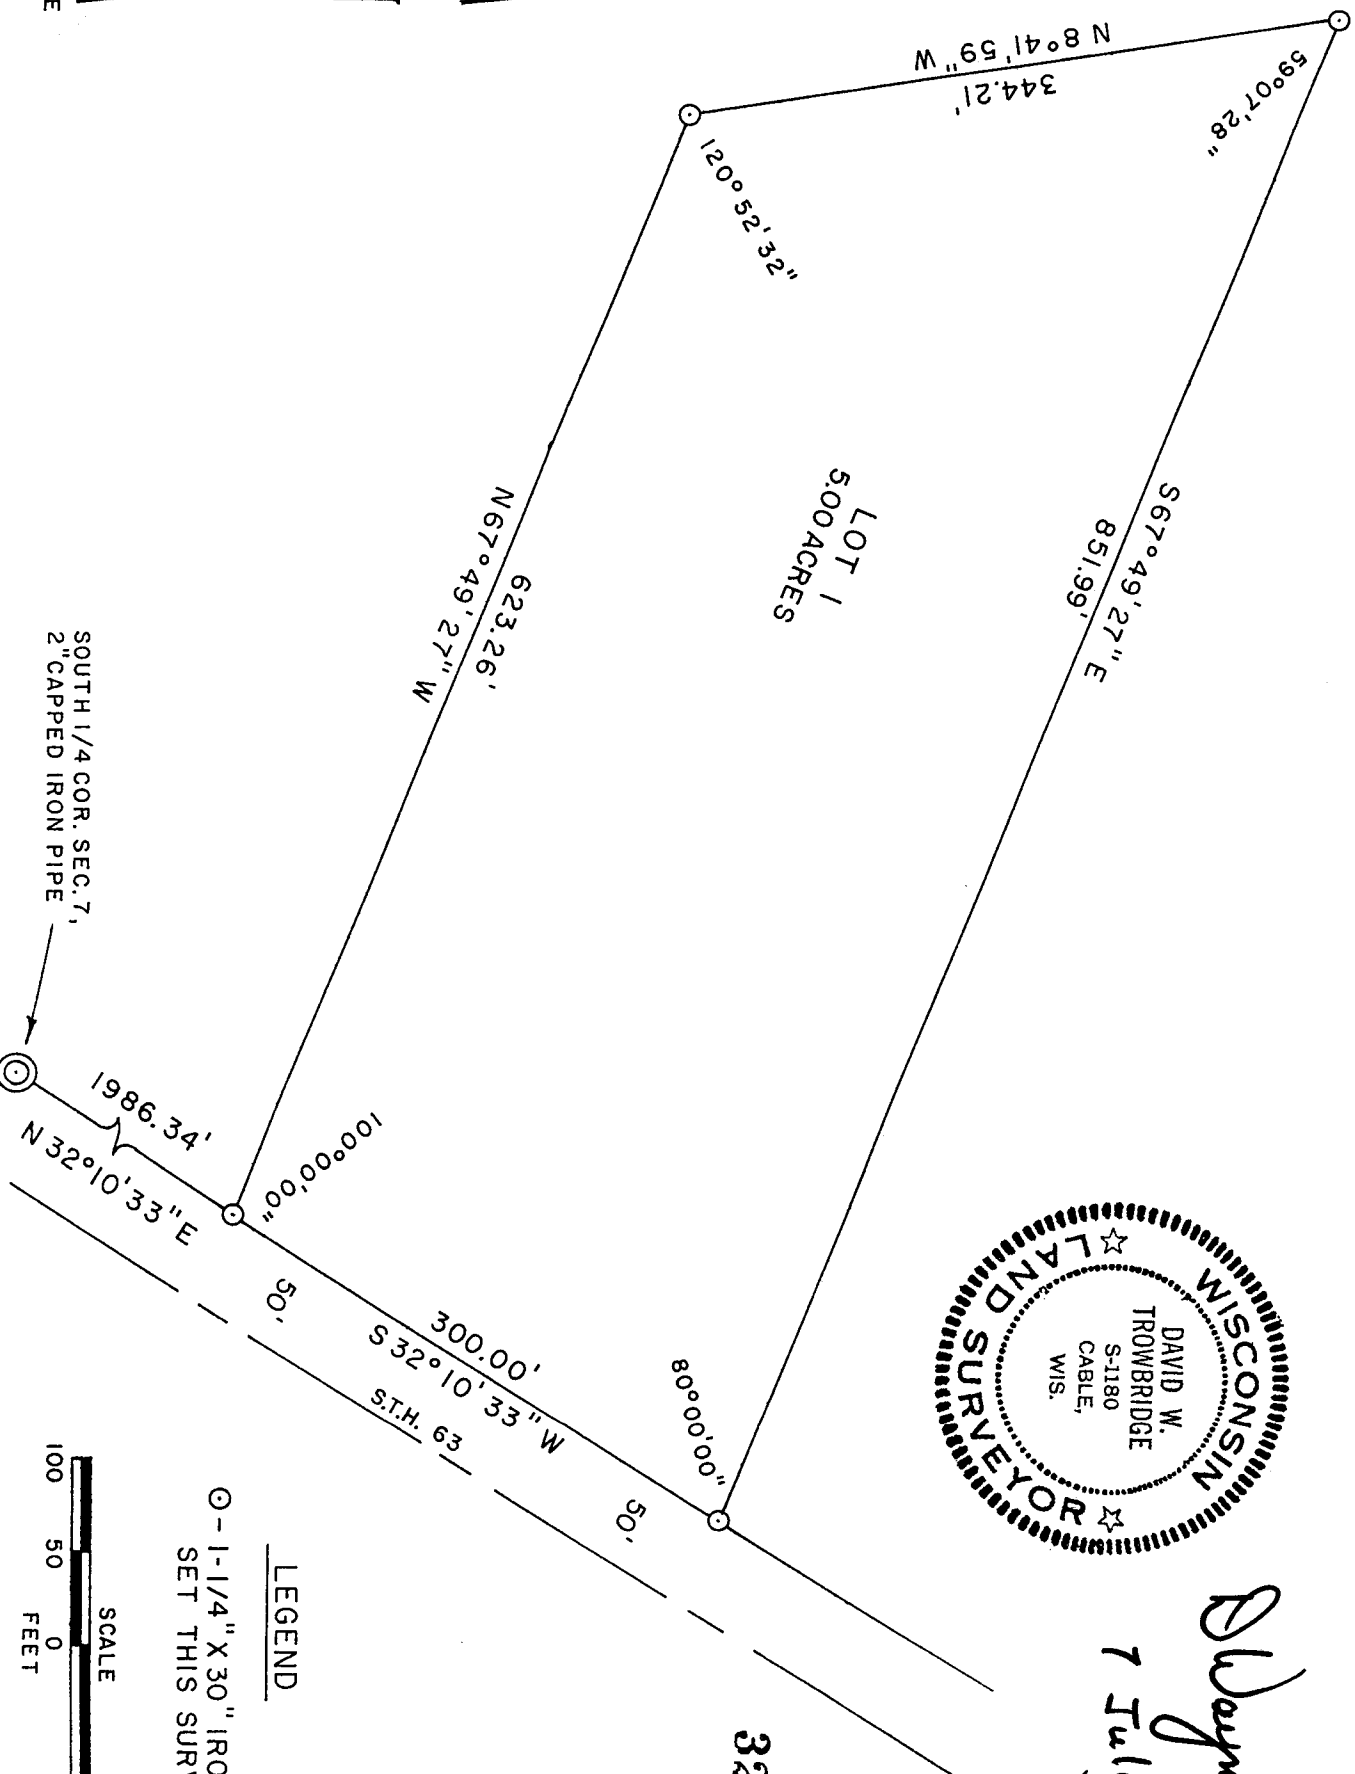 N 8°41'59" W
344.21'
59°07'28"
120°52'32"
S67°49'27"E
851.99'
LOT 1
5.00 ACRES
623.26'
N67°49'27"W
SOUTH 1/4 COR. SEC. 7,
2" CAPPED IRON PIPE
1986.34'
N 32°10'33"E
100°00'00"
80°00'00"
300.00'
S 32°10'33"W
S.T.H. 63
50'
50'
WISCONSIN
LAND SURVEYOR
DAVID W.
TROWBRIDGE
S-1180
CABLE,
WIS.
7 Jul
32
LEGEND
⊙-1-1/4" X 30" IRO
SET THIS SURV
SCALE
100 50 0
FEET
E